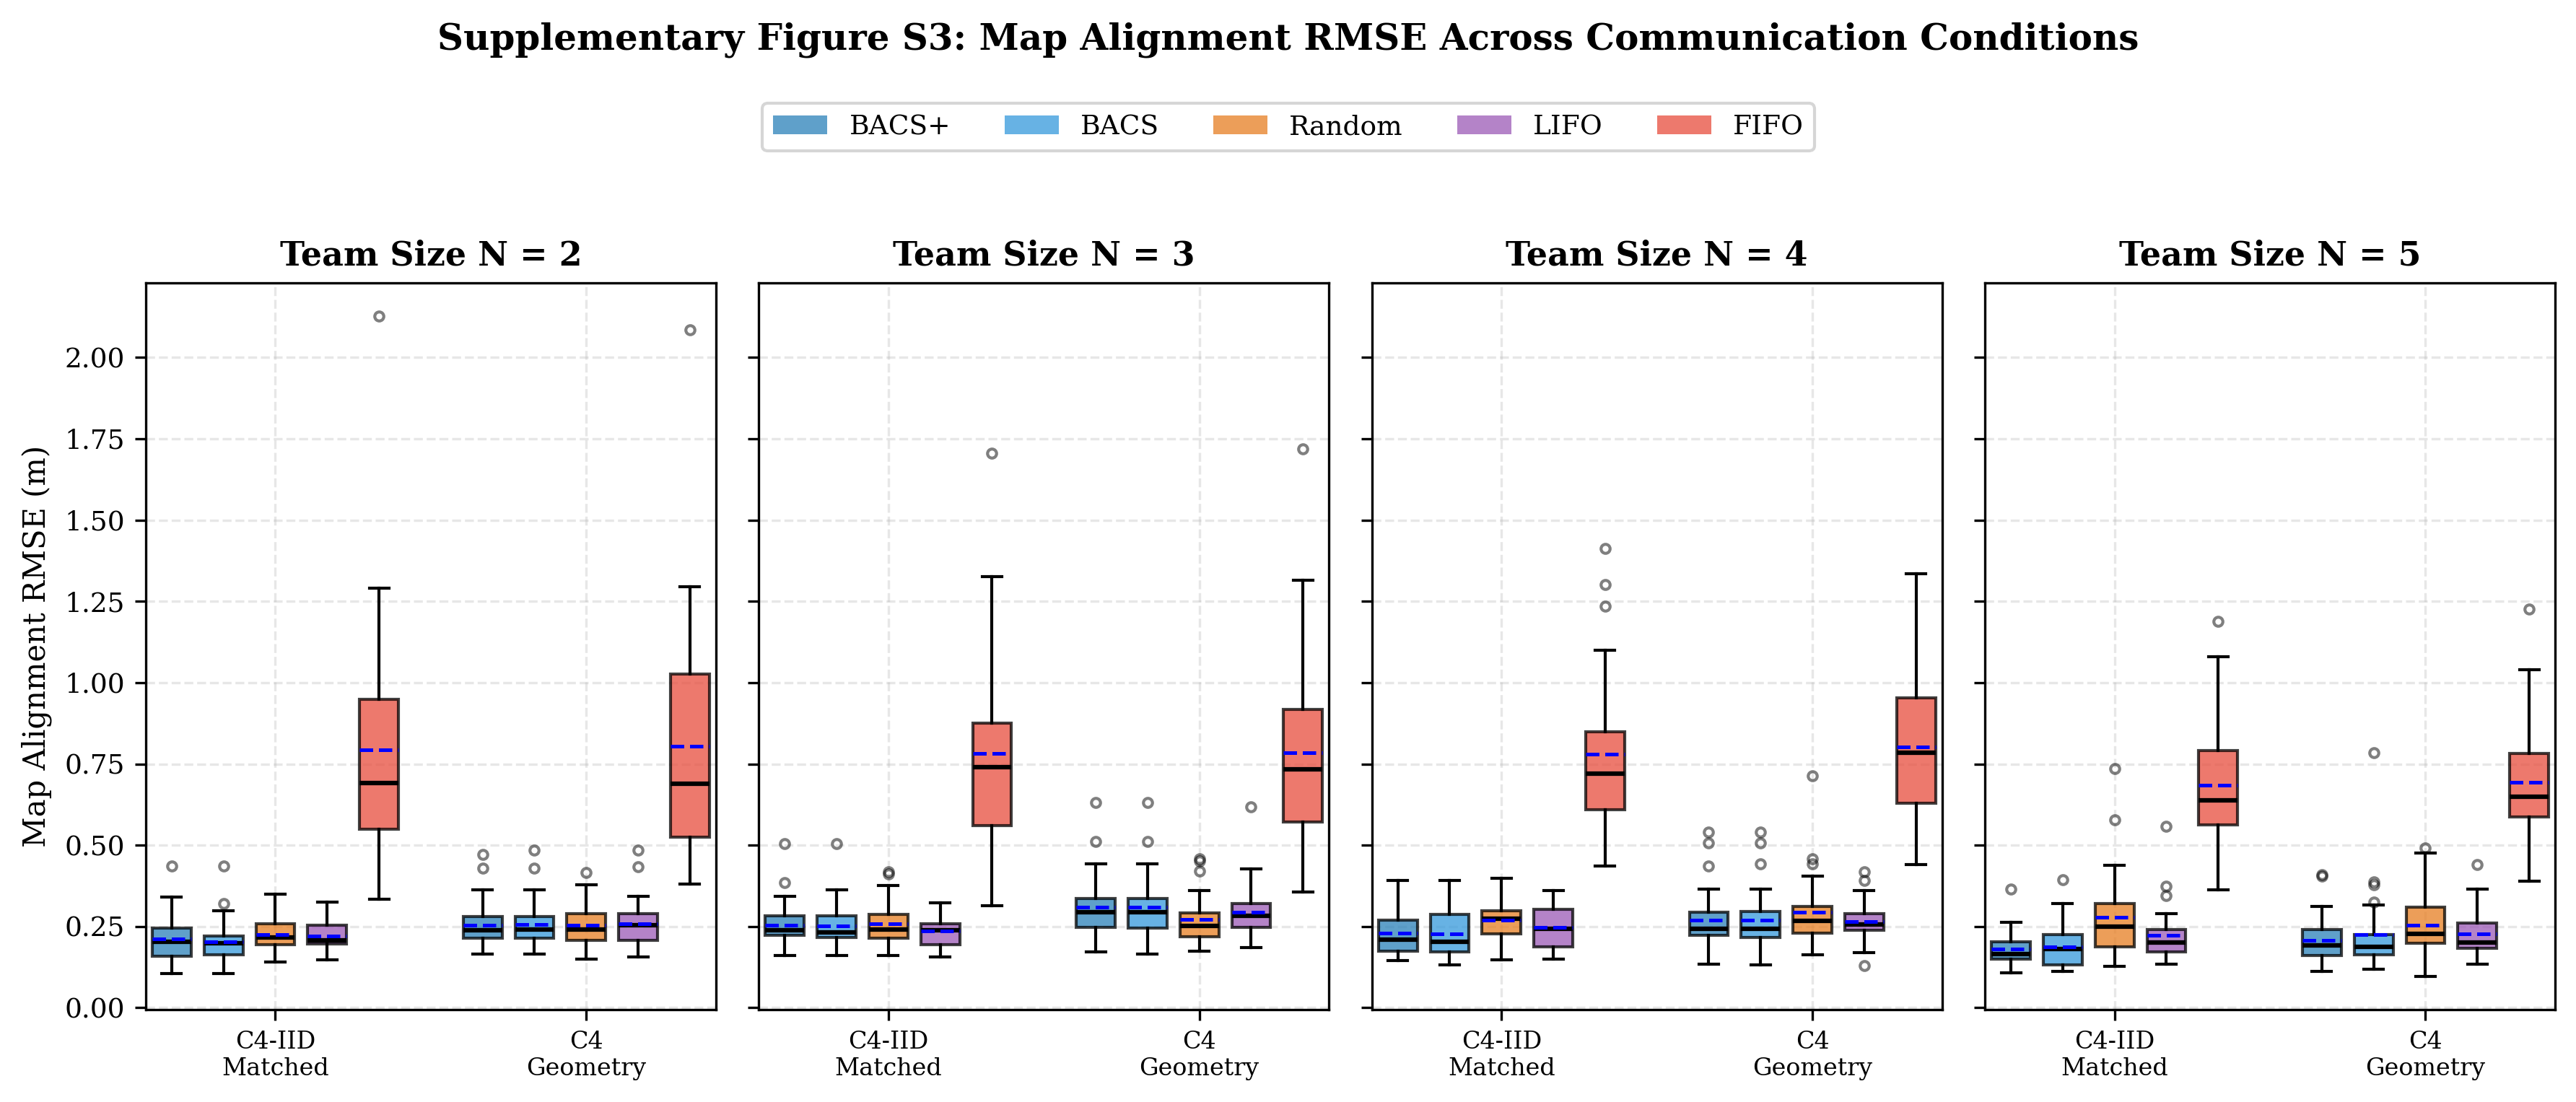 Supplementary Figure S3: Map Alignment RMSE Across Communication Conditions
BACS+ BACS Random LIFO FIFO
Team Size N = 2
Team Size N = 3
Team Size N = 4
Team Size N = 5
Map Alignment RMSE (m)
2.00
1.75
1.50
1.25
1.00
0.75
0.50
0.25
0.00
C4-IID
Matched
C4
Geometry
C4-IID
Matched
C4
Geometry
C4-IID
Matched
C4
Geometry
C4-IID
Matched
C4
Geometry